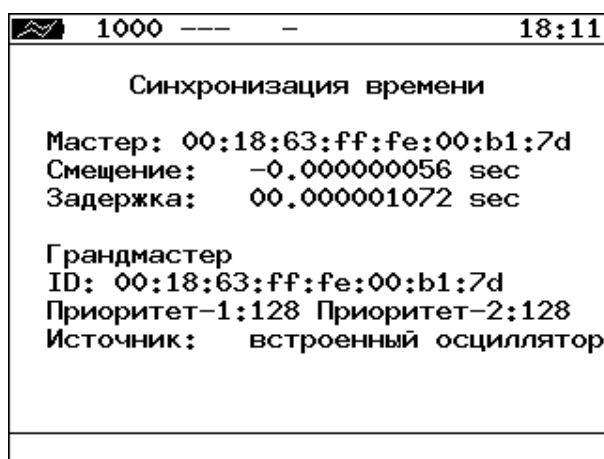 1000 --- - 18:11
Синхронизация времени
Мастер: 00:18:63:ff:fe:00:b1:7d
Смещение: -0.000000056 sec
Задержка: 00.000001072 sec
Грандмастер
ID: 00:18:63:ff:fe:00:b1:7d
Приоритет-1:128 Приоритет-2:128
Источник: встроенный осциллятор